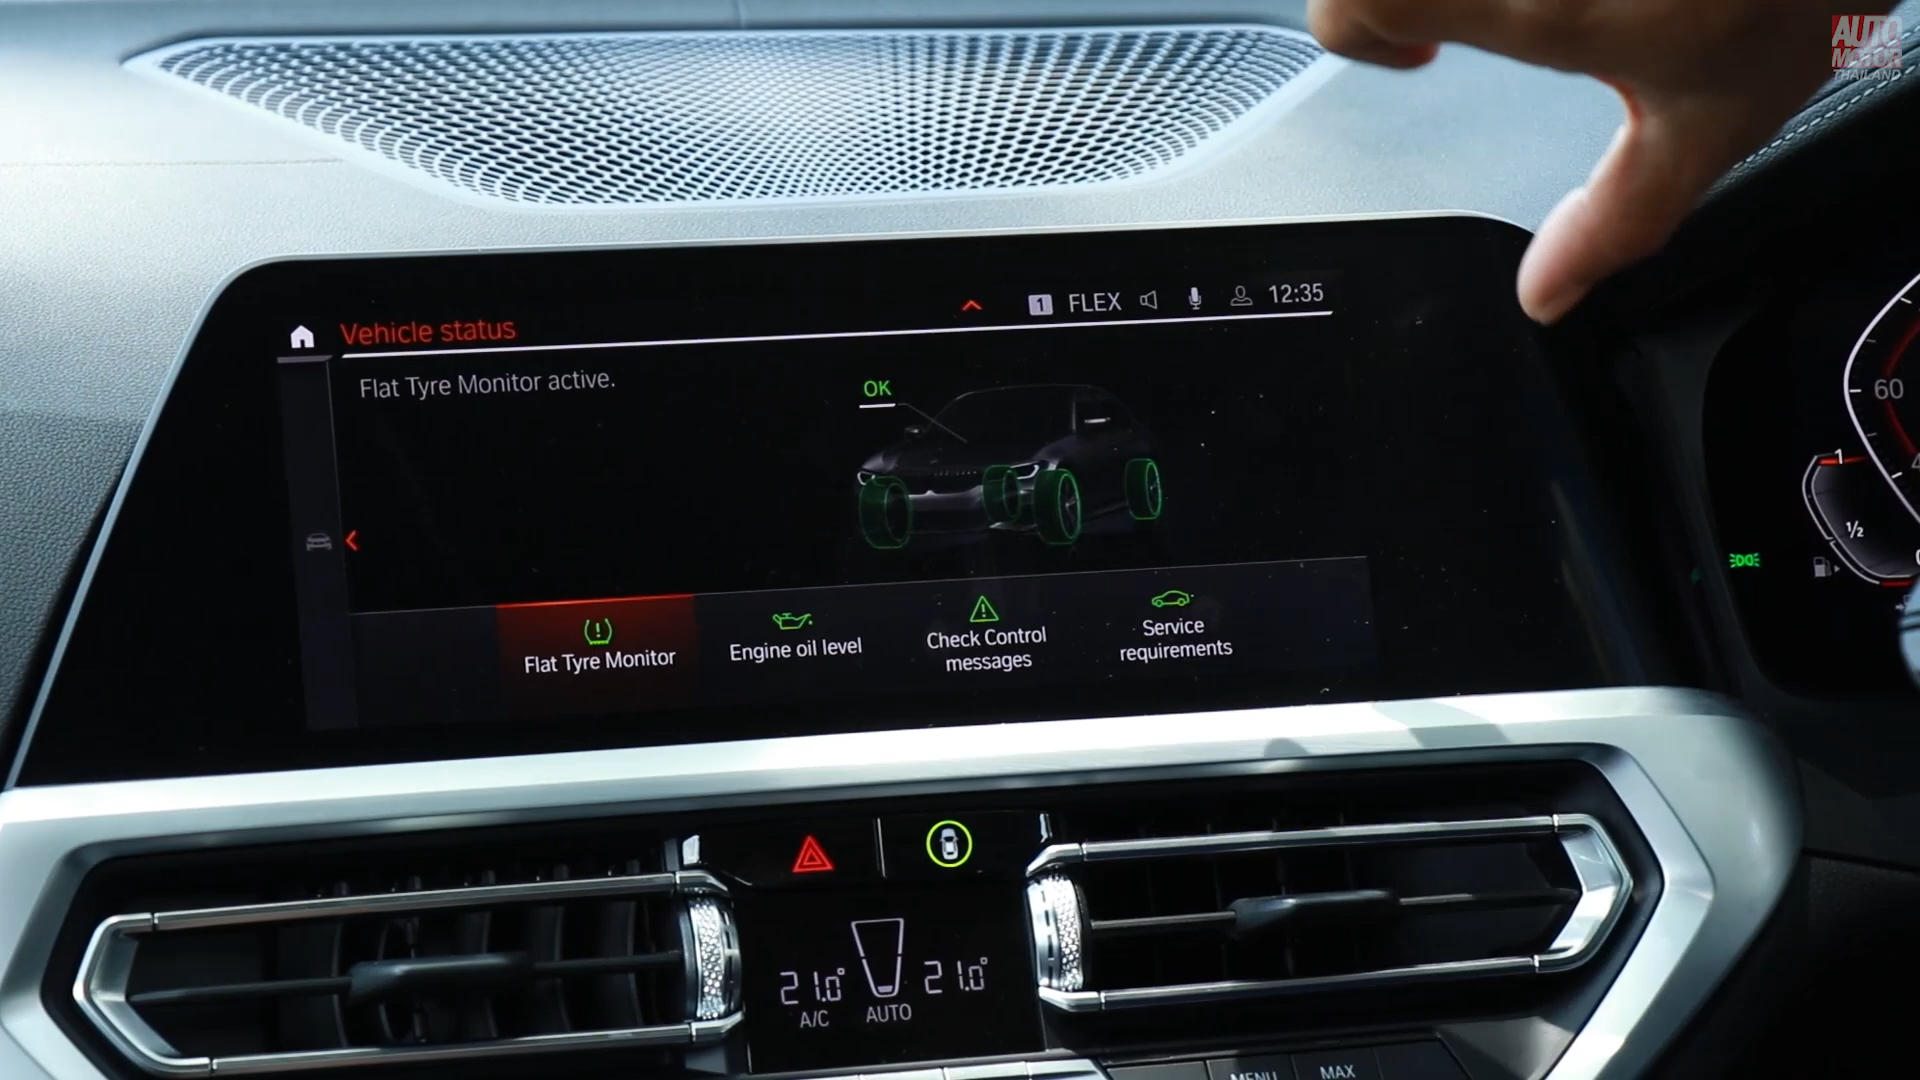 AUTO
MOTOR
THAILAND
1 FLEX 12:35
Vehicle status
Flat Tyre Monitor active.
OK
60
1
1/2
Flat Tyre Monitor
Engine oil level
Check Control
messages
Service
requirements
21.0° 21.0°
A/C AUTO
MENU MAX